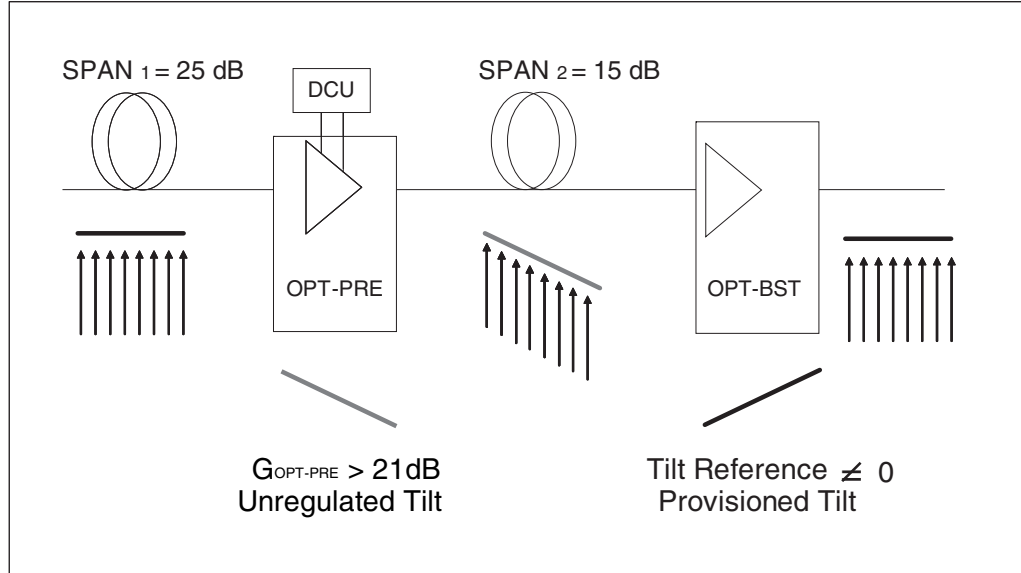 SPAN 1 = 25 dB
DCU
SPAN 2 = 15 dB
OPT-PRE
OPT-BST
GOPT-PRE > 21dB
Unregulated Tilt
Tilt Reference ≠ 0
Provisioned Tilt